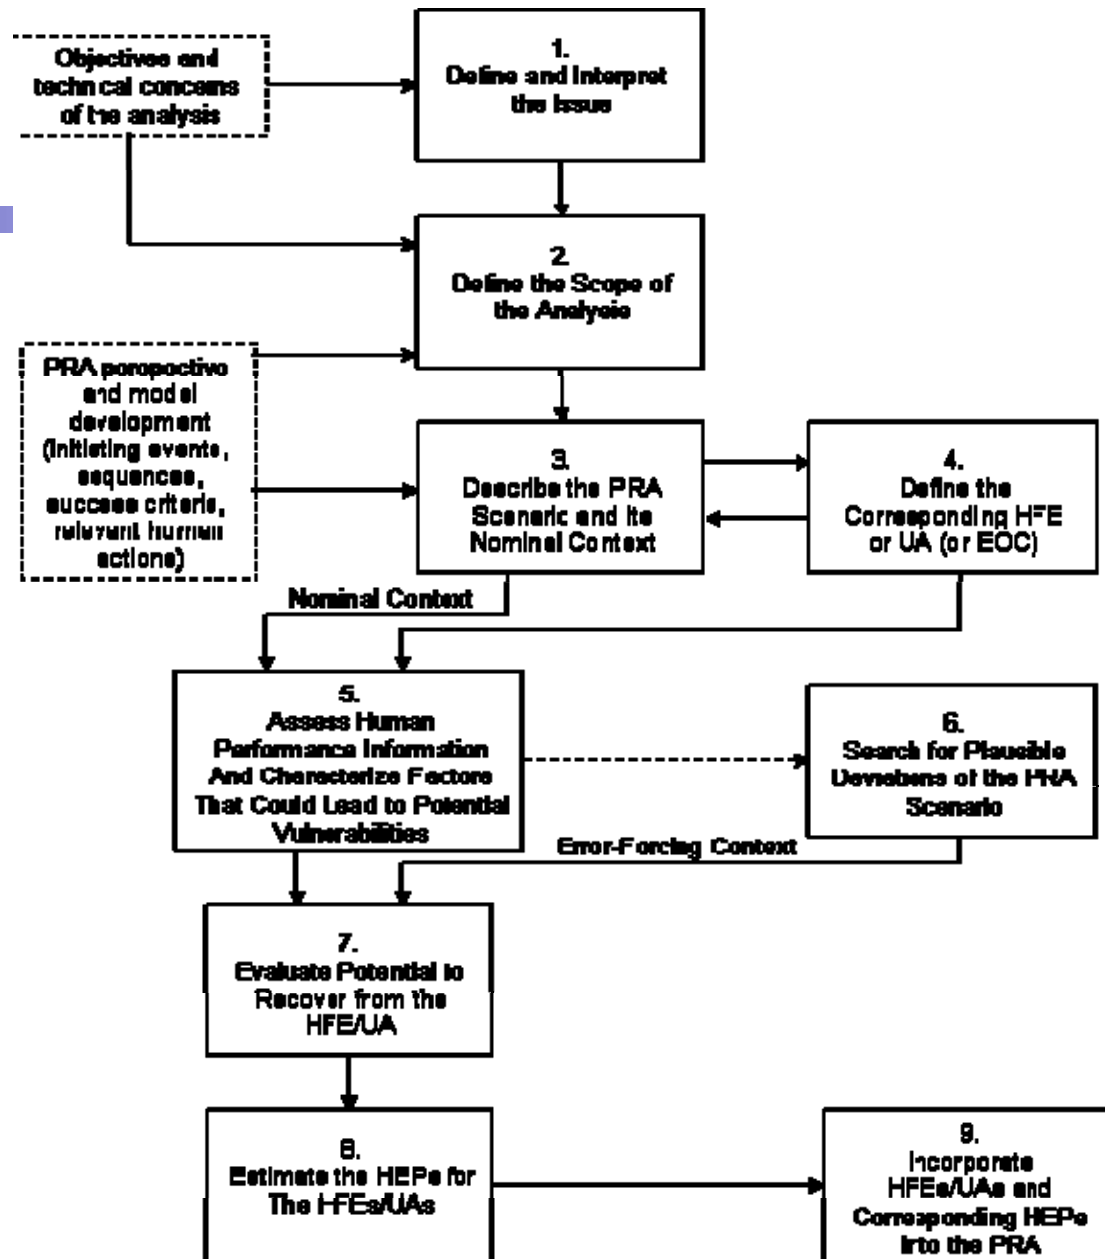 Objectives and
technical concerns
of the analysis
1.
Define and Interpret
the Issue
2.
Define the Scope of
the Analysis
PRA perspective
and model
development
(initiating events,
sequences,
success criteria,
relevant human
actions)
3.
Describe the PRA
Scenario and its
Nominal Context
4.
Define the
Corresponding HFE
or UA (or EOC)
Nominal Context
5.
Assess Human
Performance Information
And Characterize Factors
That Could Lead to Potential
Vulnerabilities
6.
Search for Plausible
Deviations of the PRA
Scenario
Error-Forcing Context
7.
Evaluate Potential to
Recover from the
HFE/UA
8.
Estimate the HEPs for
The HFEs/UAs
9.
Incorporate
HFEs/UAs and
Corresponding HEPs
into the PRA